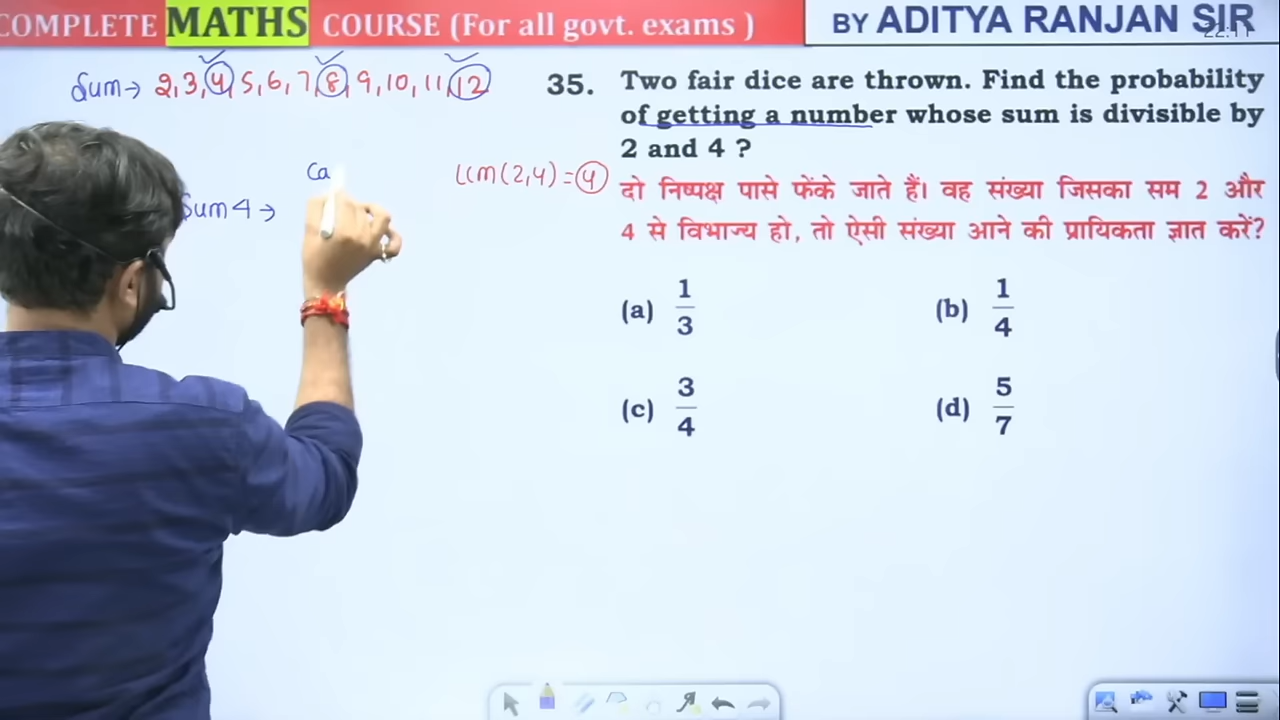 COMPLETE MATHS COURSE (For all govt. exams )
BY ADITYA RANJAN SIR
22:11
Sum→ 2,3,4,5,6,7,8,9,10,11,12
35. Two fair dice are thrown. Find the probability
of getting a number whose sum is divisible by
2 and 4 ?
Ca
LCM(2,4)=4
Sum 4→
दो निष्पक्ष पासे फेंके जाते हैं। वह संख्या जिसका सम 2 और
4 से विभाज्य हो, तो ऐसी संख्या आने की प्रायिकता ज्ञात करें?
(a) 1/3 (b) 1/4
(c) 3/4 (d) 5/7